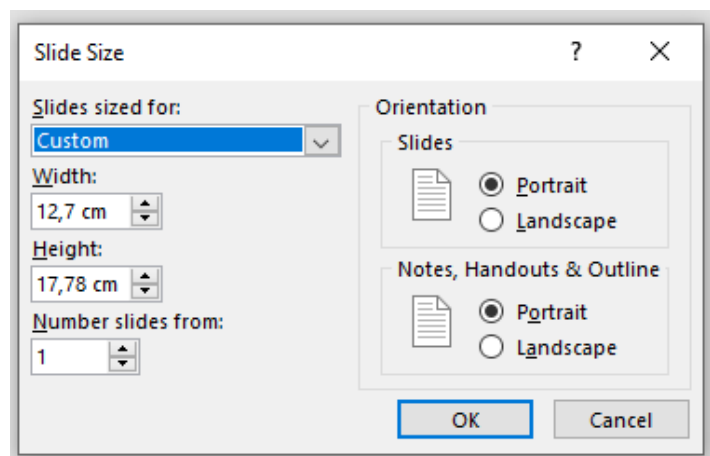 Slide Size
?
Slides sized for:
Custom
Width:
12,7 cm
Height:
17,78 cm
Number slides from:
1
Orientation
Slides
Portrait
Landscape
Notes, Handouts & Outline
Portrait
Landscape
OK
Cancel